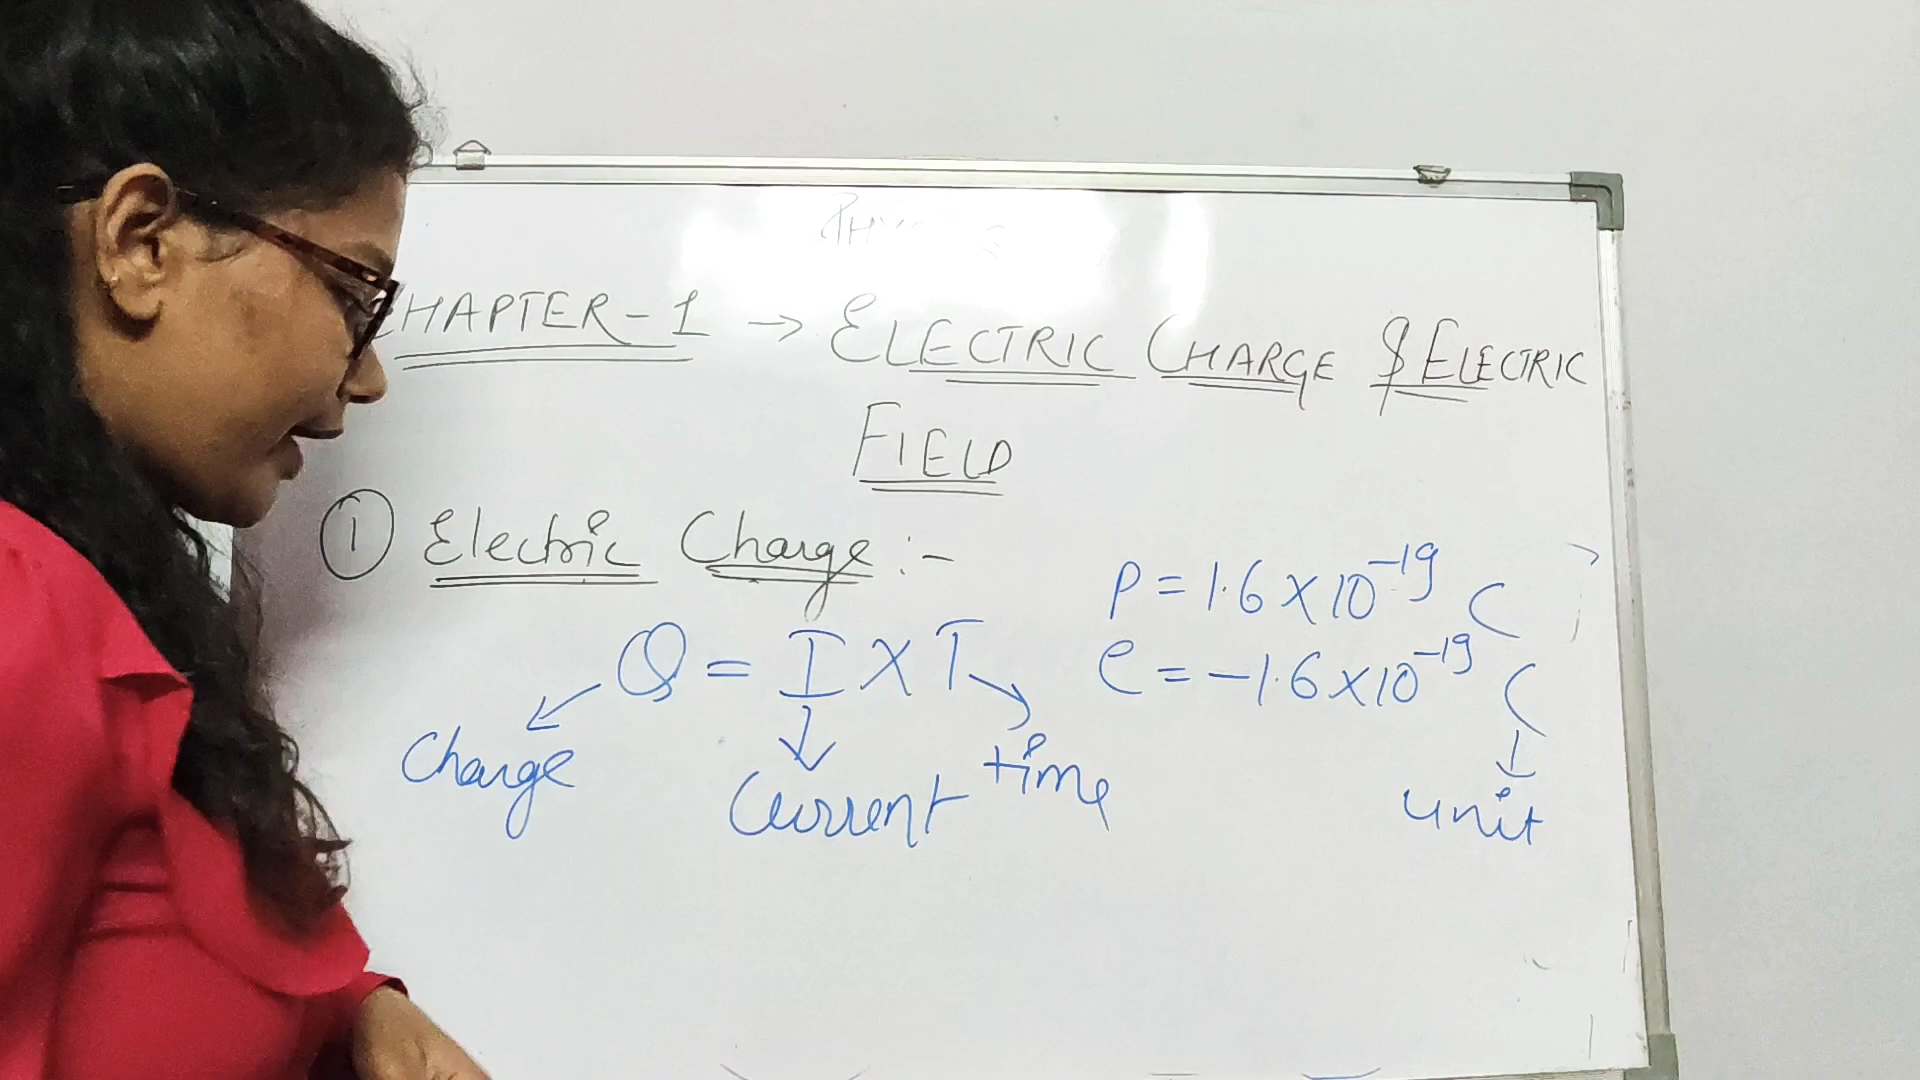 CHAPTER-1 → ELECTRIC CHARGE & ELECTRIC
FIELD
① Electric Charge :-
Q = I X T
Charge
Current
time
P = 1.6 X 10⁻¹⁹ C
e = -1.6 X 10⁻¹⁹ C
unit